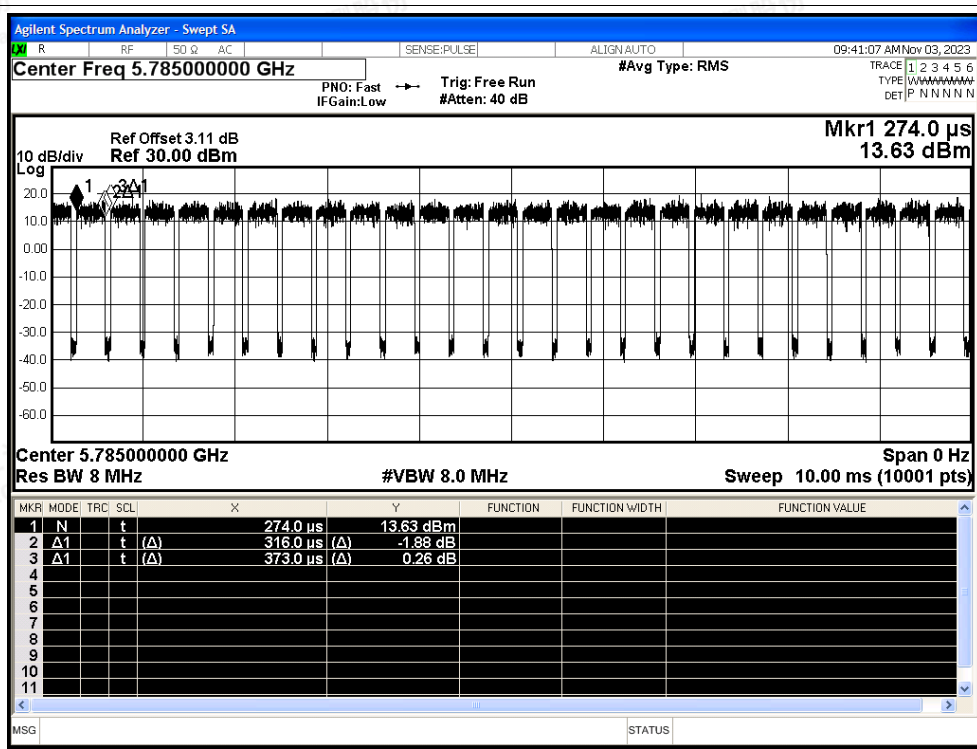 Agilent Spectrum Analyzer - Swept SA
LXI R RF 50 Ω AC SENSE:PULSE ALIGN AUTO 09:41:07 AM Nov 03, 2023
Center Freq 5.785000000 GHz #Avg Type: RMS TRACE 1 2 3 4 5 6
PNO: Fast Trig: Free Run TYPE WWWWWW
IFGain:Low #Atten: 40 dB DET P N N N N N
Ref Offset 3.11 dB Mkr1 274.0 µs
10 dB/div Ref 30.00 dBm 13.63 dBm
Log
1 2Δ1 3Δ1
20.0
10.0
0.00
-10.0
-20.0
-30.0
-40.0
-50.0
-60.0
Center 5.785000000 GHz Span 0 Hz
Res BW 8 MHz #VBW 8.0 MHz Sweep 10.00 ms (10001 pts)
MKR MODE TRC SCL X Y FUNCTION FUNCTION WIDTH FUNCTION VALUE
1 N t 274.0 µs 13.63 dBm
2 Δ1 t (Δ) 316.0 µs (Δ) -1.88 dB
3 Δ1 t (Δ) 373.0 µs (Δ) 0.26 dB
4
5
6
7
8
9
10
11
MSG STATUS